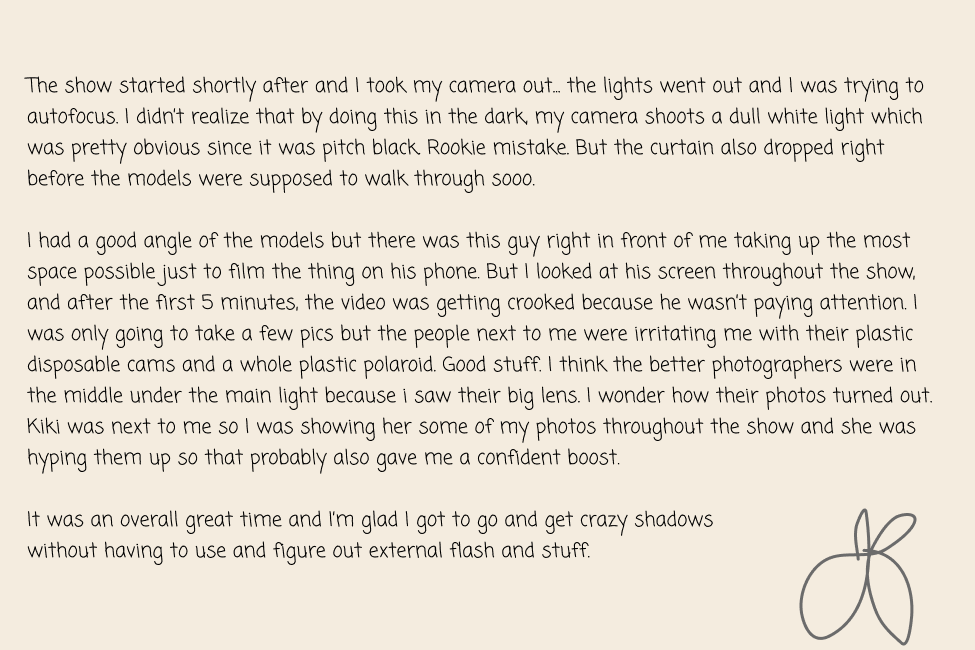 The show started shortly after and I took my camera out... the lights went out and I was trying to
autofocus. I didn't realize that by doing this in the dark, my camera shoots a dull white light which
was pretty obvious since it was pitch black. Rookie mistake. But the curtain also dropped right
before the models were supposed to walk through sooo.

I had a good angle of the models but there was this guy right in front of me taking up the most
space possible just to film the thing on his phone. But I looked at his screen throughout the show,
and after the first 5 minutes, the video was getting crooked because he wasn't paying attention. I
was only going to take a few pics but the people next to me were irritating me with their plastic
disposable cams and a whole plastic polaroid. Good stuff. I think the better photographers were in
the middle under the main light because i saw their big lens. I wonder how their photos turned out.
Kiki was next to me so I was showing her some of my photos throughout the show and she was
hyping them up so that probably also gave me a confident boost.

It was an overall great time and I'm glad I got to go and get crazy shadows
without having to use and figure out external flash and stuff.